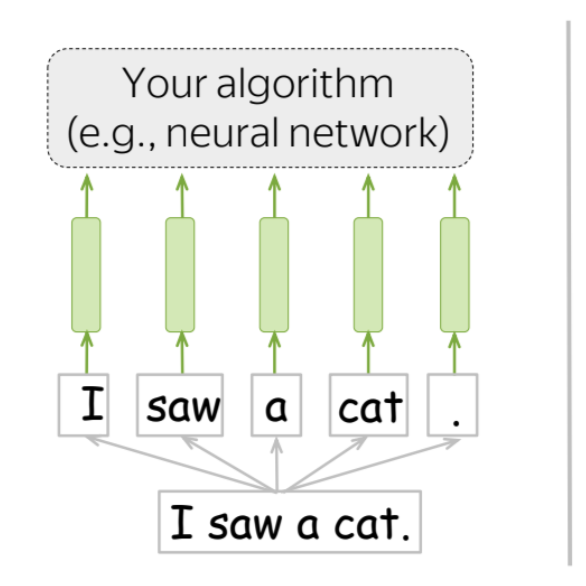 Your algorithm
(e.g., neural network)
I saw a cat .
I saw a cat.